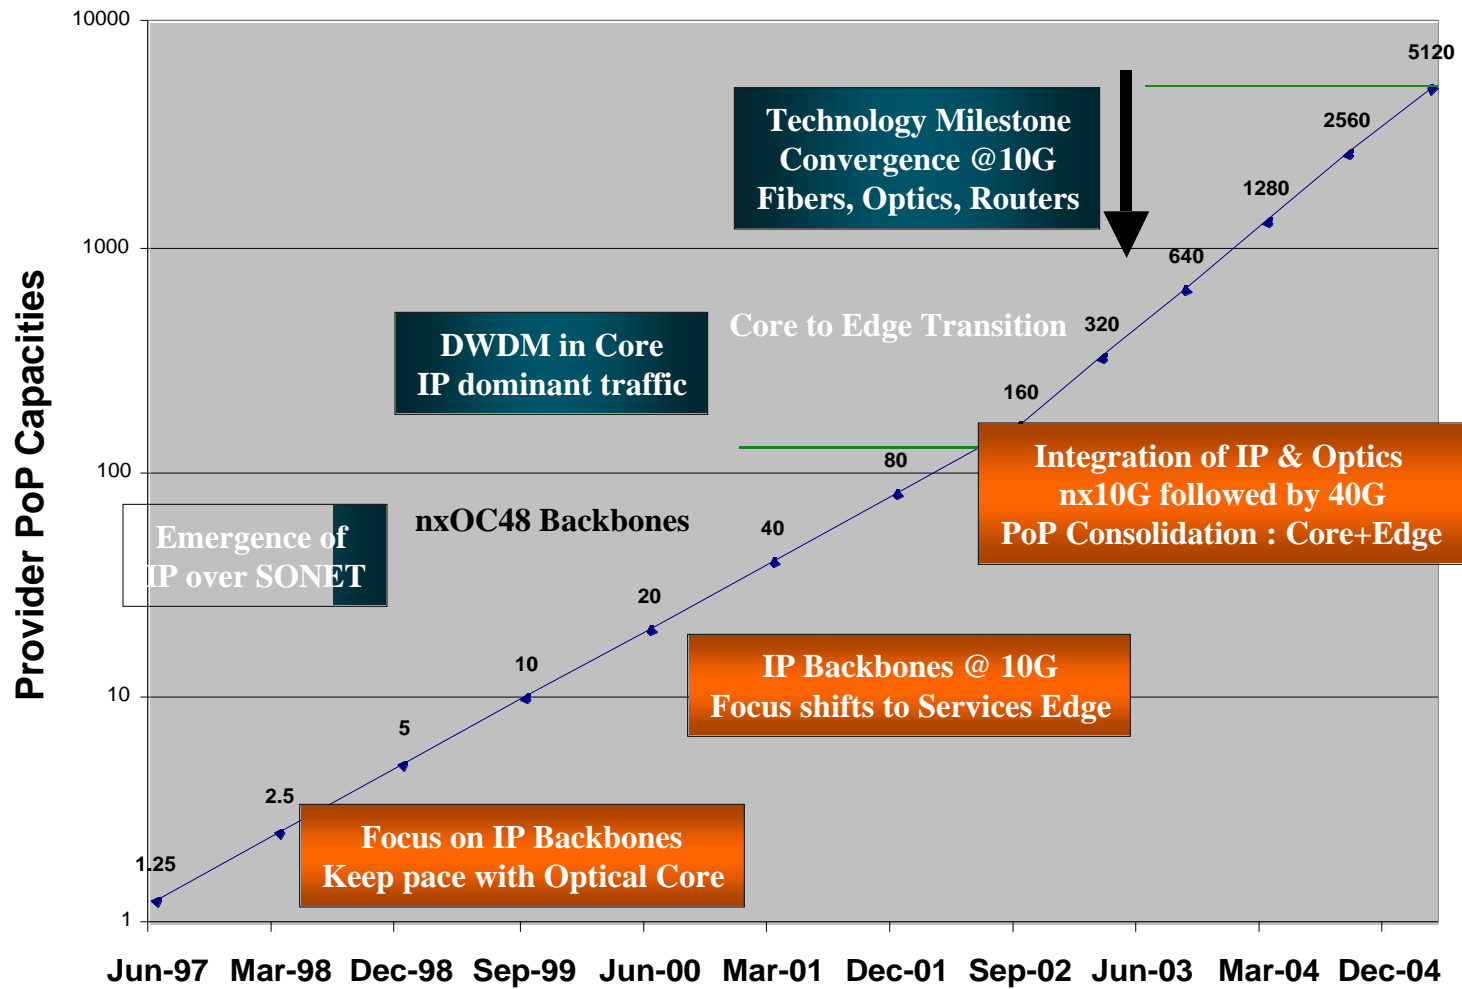 10000
5120
Technology Milestone
Convergence @10G
Fibers, Optics, Routers
2560
1280
1000
640
Core to Edge Transition
320
DWDM in Core
IP dominant traffic
160
Integration of IP & Optics
nx10G followed by 40G
PoP Consolidation : Core+Edge
100
80
nxOC48 Backbones
Emergence of
IP over SONET
40
20
IP Backbones @ 10G
Focus shifts to Services Edge
10
10
5
2.5
Focus on IP Backbones
Keep pace with Optical Core
1.25
1
Provider PoP Capacities
Jun-97 Mar-98 Dec-98 Sep-99 Jun-00 Mar-01 Dec-01 Sep-02 Jun-03 Mar-04 Dec-04